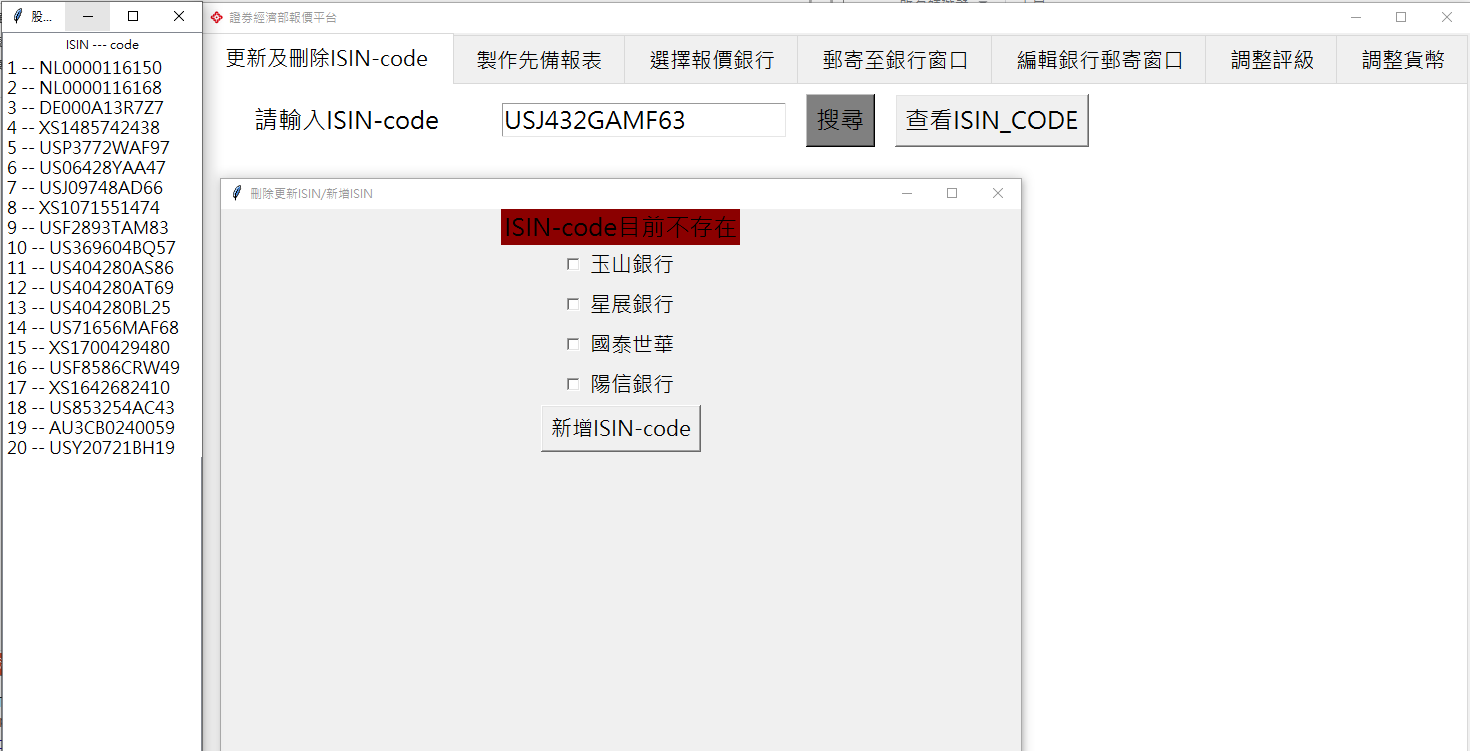 股...
ISIN --- code
1 -- NL0000116150
2 -- NL0000116168
3 -- DE000A13R7Z7
4 -- XS1485742438
5 -- USP3772WAF97
6 -- US06428YAA47
7 -- USJ09748AD66
8 -- XS1071551474
9 -- USF2893TAM83
10 -- US369604BQ57
11 -- US404280AS86
12 -- US404280AT69
13 -- US404280BL25
14 -- US71656MAF68
15 -- XS1700429480
16 -- USF8586CRW49
17 -- XS1642682410
18 -- US853254AC43
19 -- AU3CB0240059
20 -- USY20721BH19
證券經濟部報價平台
更新及刪除ISIN-code 製作先備報表 選擇報價銀行 郵寄至銀行窗口 編輯銀行郵寄窗口 調整評級 調整貨幣
請輸入ISIN-code USJ432GAMF63 搜尋 查看ISIN_CODE
刪除更新ISIN/新增ISIN
ISIN-code目前不存在
玉山銀行
星展銀行
國泰世華
陽信銀行
新增ISIN-code